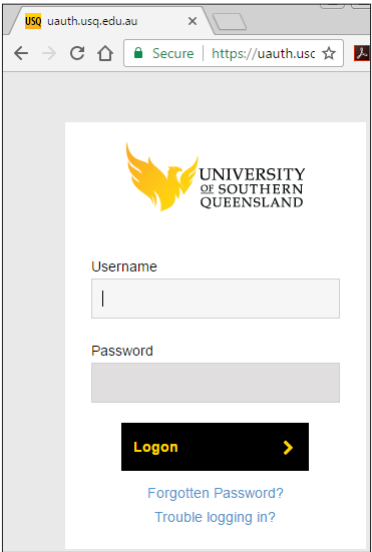 USQ uauth.usq.edu.au
Secure https://uauth.usc
UNIVERSITY
OF SOUTHERN
QUEENSLAND
Username
Password
Logon
Forgotten Password?
Trouble logging in?